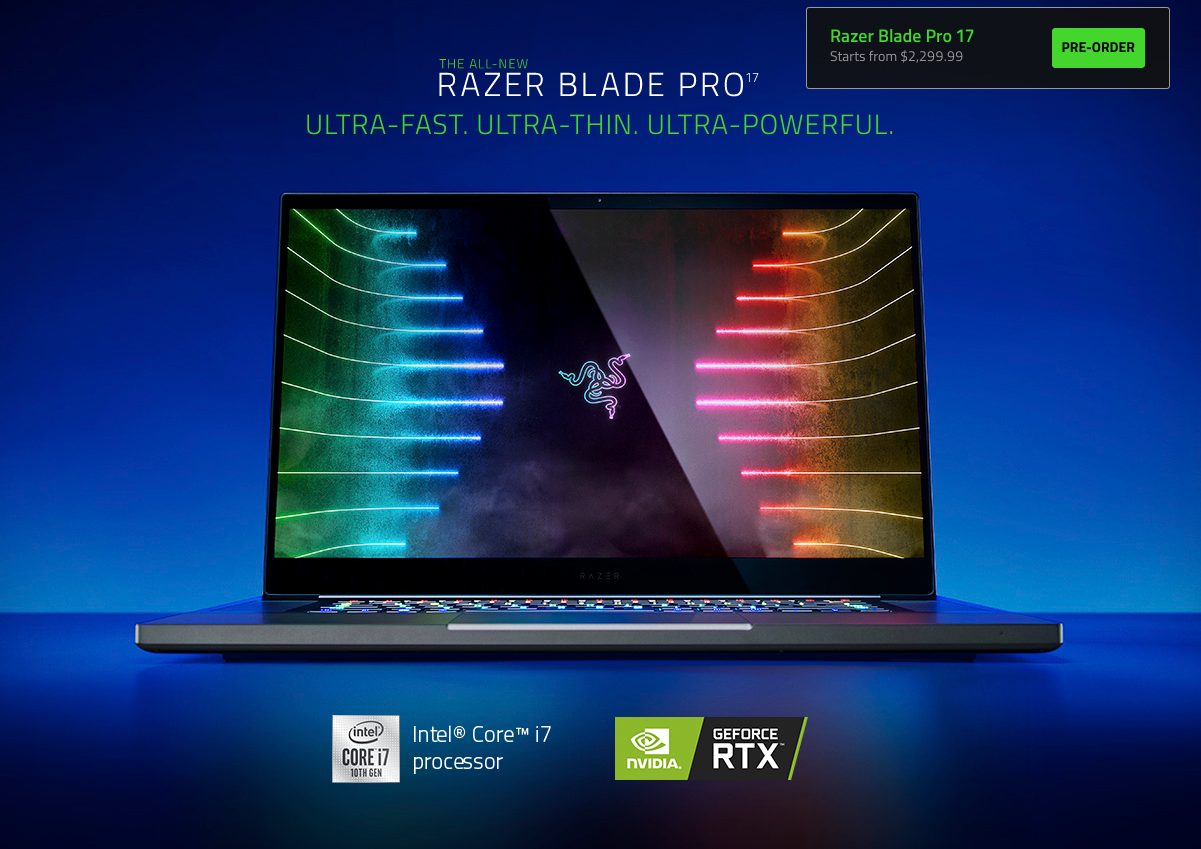 Razer Blade Pro 17
Starts from $2,299.99
PRE-ORDER
THE ALL-NEW
RAZER BLADE PRO17
ULTRA-FAST. ULTRA-THIN. ULTRA-POWERFUL.
RAZER
intel®
CORE i7
10TH GEN
Intel® Core™ i7
processor
NVIDIA.
GEFORCE
RTX™